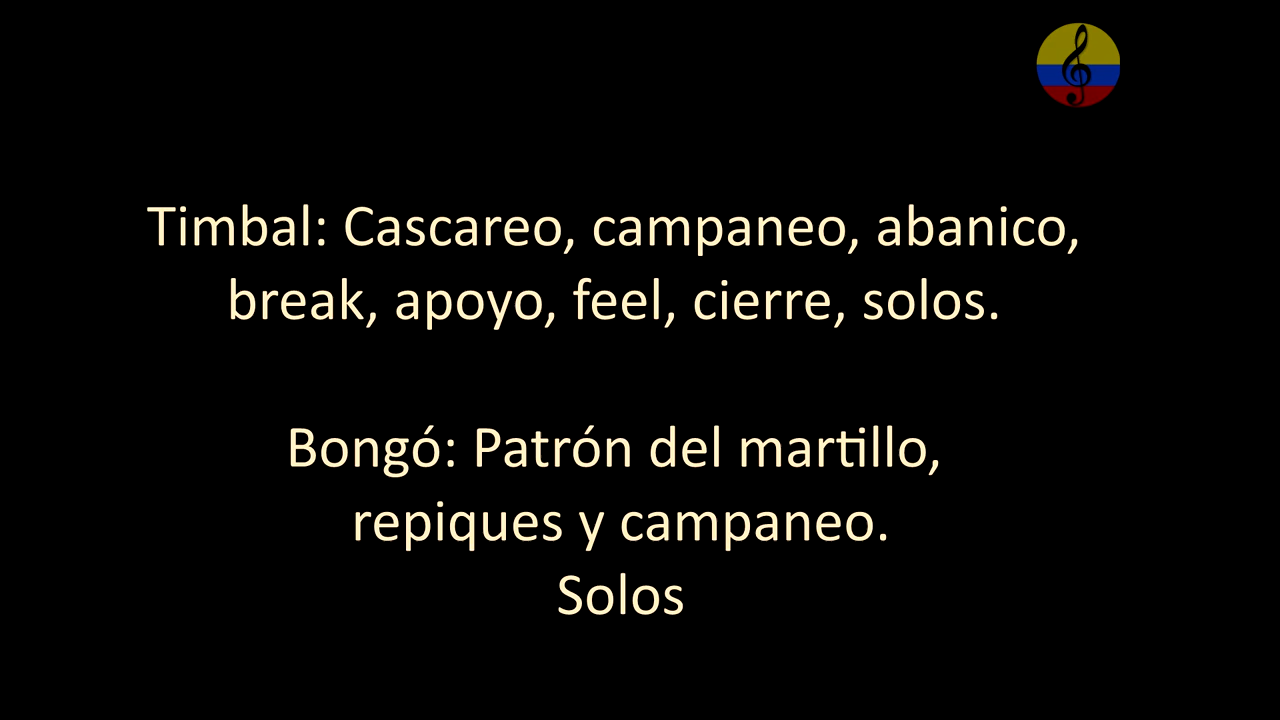 Timbal: Cascareo, campaneo, abanico,
break, apoyo, feel, cierre, solos.
Bongó: Patrón del martillo,
repiques y campaneo.
Solos